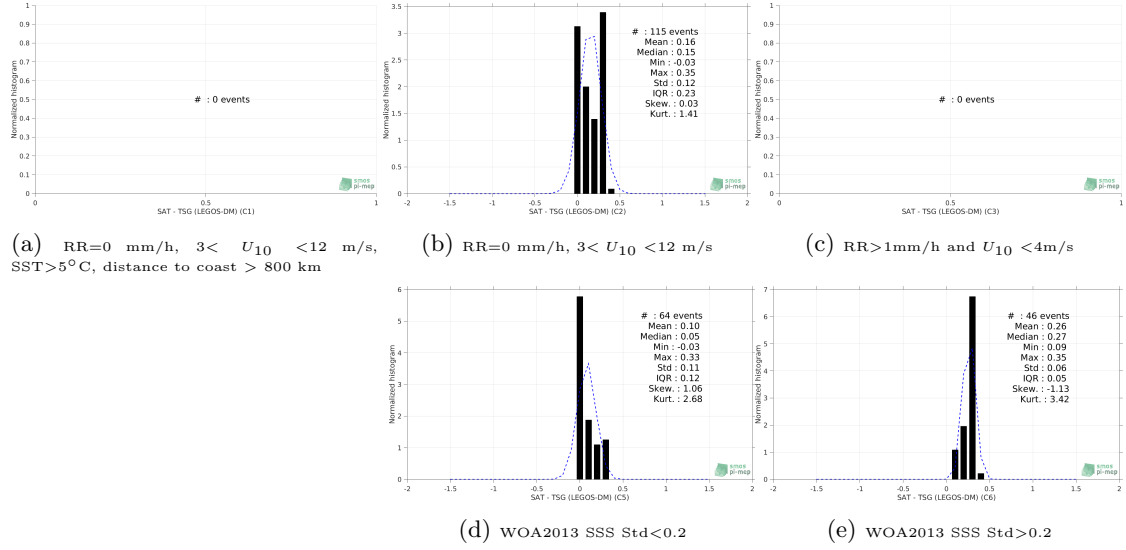 Normalized histogram
1
0.9
0.8
0.7
0.6
0.5
0.4
0.3
0.2
0.1
0
# : 0 events
0
0.5
1
SAT - TSG (LEGOS-DM) (C1)
smos
pi-mep
(a) RR=0 mm/h, 3< U10 <12 m/s,
SST>5°C, distance to coast > 800 km
Normalized histogram
3.5
3
2.5
2
1.5
1
0.5
0
# : 115 events
Mean : 0.16
Median : 0.15
Min : -0.03
Max : 0.35
Std : 0.12
IQR : 0.23
Skew. : 0.03
Kurt. : 1.41
-2
-1.5
-1
-0.5
0
0.5
1
1.5
2
SAT - TSG (LEGOS-DM) (C2)
smos
pi-mep
(b) RR=0 mm/h, 3< U10 <12 m/s
Normalized histogram
1
0.9
0.8
0.7
0.6
0.5
0.4
0.3
0.2
0.1
0
# : 0 events
0
0.5
1
SAT - TSG (LEGOS-DM) (C3)
smos
pi-mep
(c) RR>1mm/h and U10 <4m/s
Normalized histogram
6
5
4
3
2
1
0
# : 64 events
Mean : 0.10
Median : 0.05
Min : -0.03
Max : 0.33
Std : 0.11
IQR : 0.12
Skew. : 1.06
Kurt. : 2.68
-2
-1.5
-1
-0.5
0
0.5
1
1.5
2
SAT - TSG (LEGOS-DM) (C5)
smos
pi-mep
(d) WOA2013 SSS Std<0.2
Normalized histogram
7
6
5
4
3
2
1
0
# : 46 events
Mean : 0.26
Median : 0.27
Min : 0.09
Max : 0.35
Std : 0.06
IQR : 0.05
Skew. : -1.13
Kurt. : 3.42
-2
-1.5
-1
-0.5
0
0.5
1
1.5
2
SAT - TSG (LEGOS-DM) (C6)
smos
pi-mep
(e) WOA2013 SSS Std>0.2